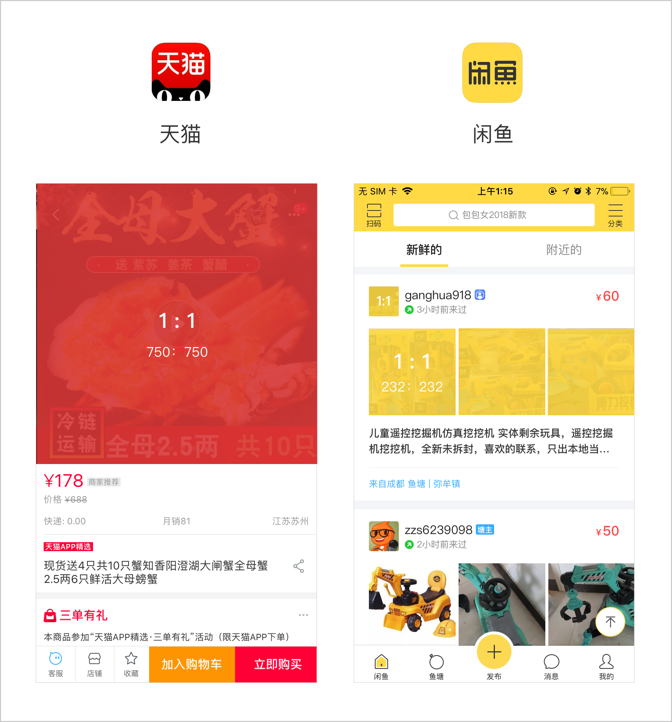 天猫
闲鱼
天猫
闲鱼
全母大蟹
送 紫苏 姜茶 蟹醋
1 : 1
750： 750
冷链
运输
全母2.5两 共10只
¥178 商家推荐
价格 ¥688
快递: 0.00 月销81 江苏苏州
天猫APP精选
现货送4只共10只蟹知香阳澄湖大闸蟹全母蟹
2.5两6只鲜活大母螃蟹
三单有礼
本商品参加“天猫APP精选·三单有礼”活动（限天猫APP下单）
客服 店铺 收藏 加入购物车 立即购买
无 SIM 卡 上午1:15 7%
扫码 包包女2018新款 分类
新鲜的 附近的
1:1 ganghua918 ¥60
3小时前来过
1 : 1
232： 232
儿童遥控挖掘机仿真挖挖机 实体剩余玩具，遥控挖掘
机挖挖机，全新未拆封，喜欢的联系，只出本地当...
来自成都 鱼塘 | 弥牟镇
zzs6239098 塘主 ¥50
2小时前来过
闲鱼 鱼塘 发布 消息 我的